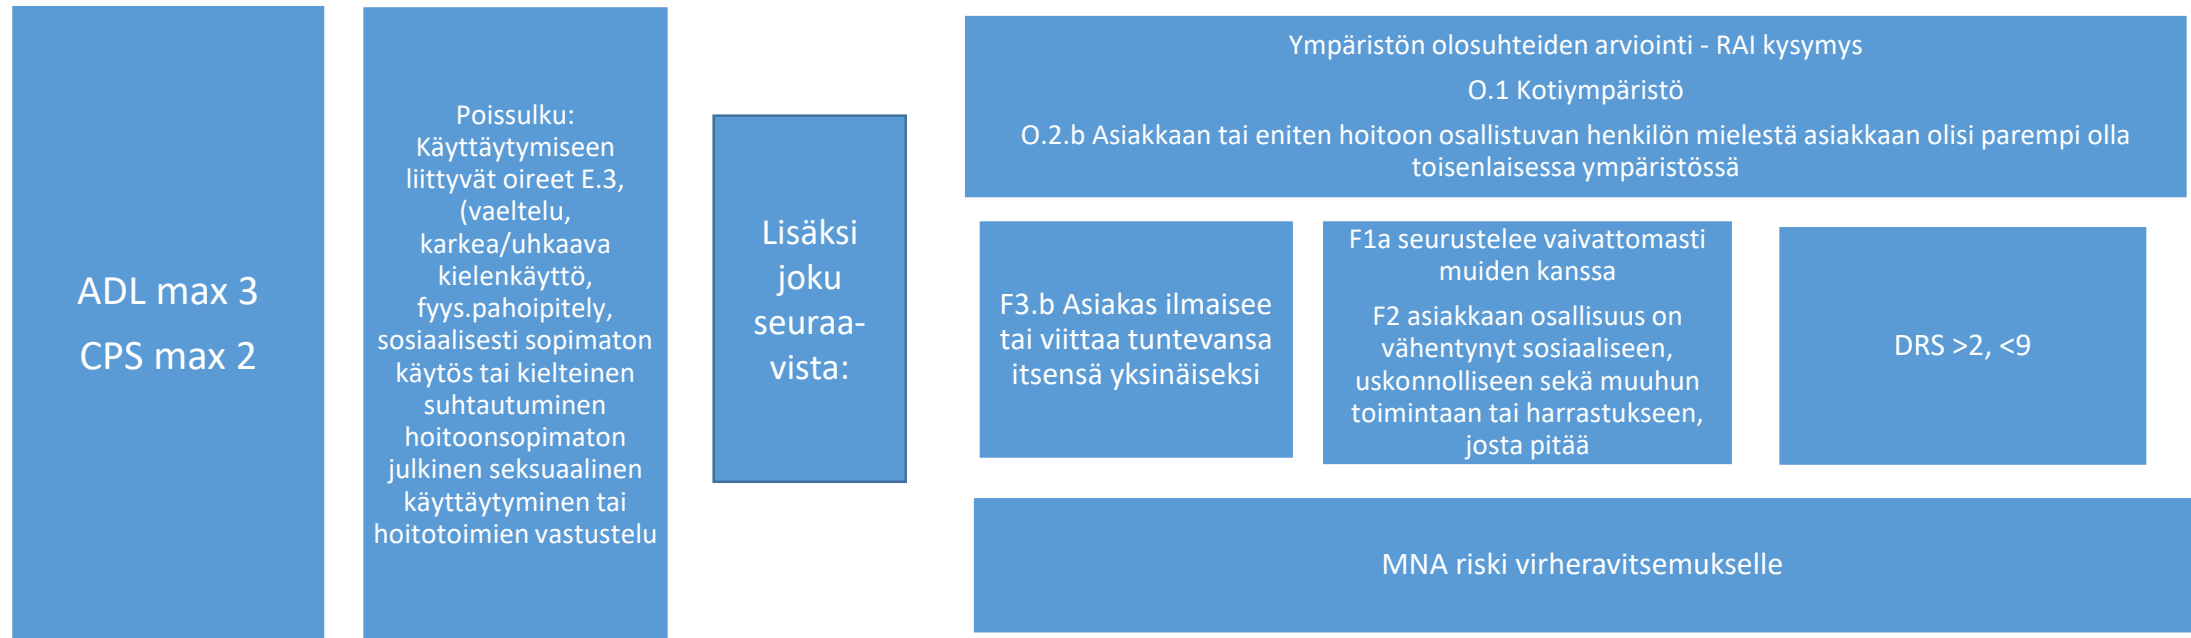 ADL max 3
CPS max 2
Poissulku:
Käyttäytymiseen
liittyvät oireet E.3,
(vaeltelu,
karkea/uhkaava
kielenkäyttö,
fyys.pahoipitely,
sosiaalisesti sopimaton
käytös tai kielteinen
suhtautuminen
hoitoonsopimaton
julkinen seksuaalinen
käyttäytyminen tai
hoitotoimien vastustelu
Lisäksi
joku
seuraa-
vista:
Ympäristön olosuhteiden arviointi - RAI kysymys
O.1 Kotiympäristö
O.2.b Asiakkaan tai eniten hoitoon osallistuvan henkilön mielestä asiakkaan olisi parempi olla
toisenlaisessa ympäristössä
F3.b Asiakas ilmaisee
tai viittaa tuntevansa
itsensä yksinäiseksi
F1a seurustelee vaivattomasti
muiden kanssa
F2 asiakkaan osallisuus on
vähentynyt sosiaaliseen,
uskonnolliseen sekä muuhun
toimintaan tai harrastukseen,
josta pitää
DRS >2, <9
MNA riski virheravitsemukselle